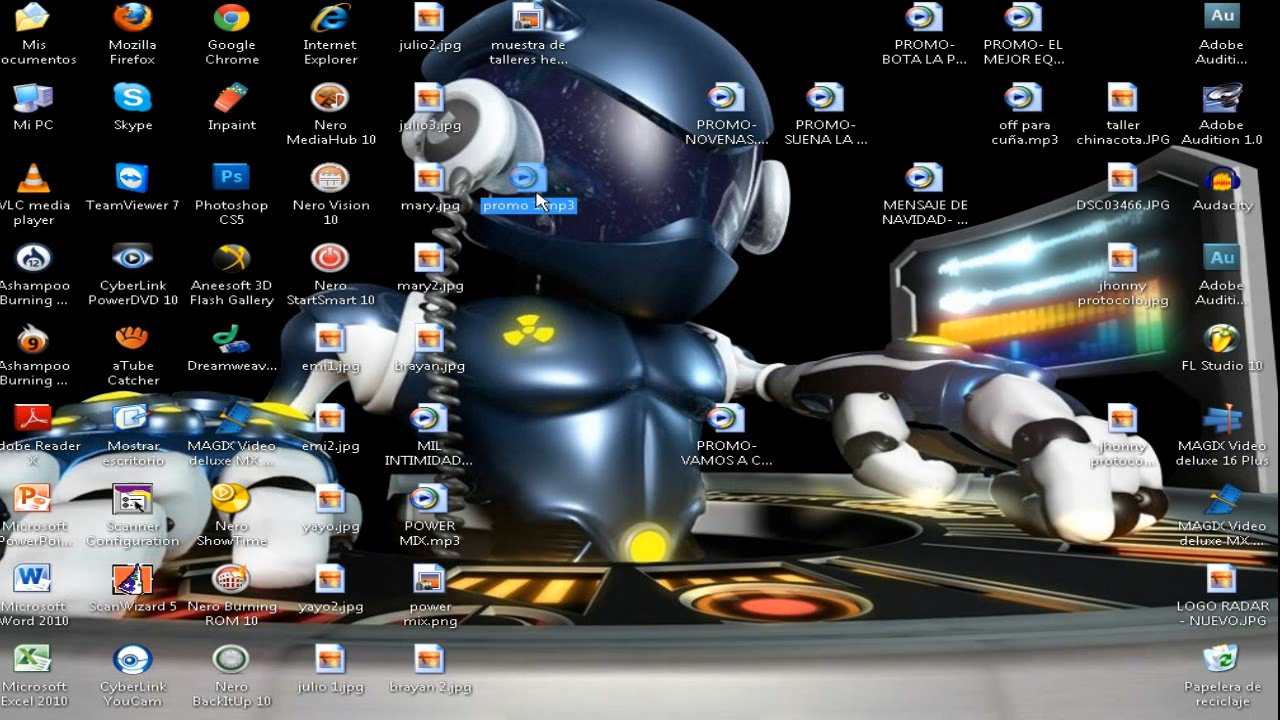 Mis
ocumentos
Mozilla
Firefox
Google
Chrome
Internet
Explorer
julio2.jpg
muestra de
talleres he...
PROMO-
BOTA LA P...
PROMO- EL
MEJOR EQ...
Au
Adobe
Auditi...
Mi PC
Skype
Inpaint
Nero
MediaHub 10
julio3.jpg
PROMO-
NOVENAS....
PROMO-
SUENA LA ...
off para
cuña.mp3
taller
chinacota.JPG
Adobe
Audition 1.0
VLC media
player
TeamViewer 7
Ps
Photoshop
CS5
Nero Vision
10
mary.jpg
promo
mp3
MENSAJE DE
NAVIDAD- ...
DSC03466.JPG
Audacity
12
Ashampoo
Burning ...
CyberLink
PowerDVD 10
Aneesoft 3D
Flash Gallery
Nero
StartSmart 10
mary2.jpg
jhonny
protocolo.jpg
Au
Adobe
Auditi...
9
Ashampoo
Burning ...
aTube
Catcher
Dreamweav...
emi1.jpg
brayan.jpg
FL Studio 10
dobe Reader
X
Mostrar
escritorio
MAGIX Video
deluxe MX ...
emi2.jpg
MIL
INTIMIDAD...
PROMO-
VAMOS A C...
jhonny
protoco...
MAGIX Video
deluxe 16 Plus
Microsoft
PowerPoi...
Scanner
Configuration
Nero
ShowTime
yayo.jpg
POWER
MIX.mp3
MAGIX Video
deluxe MX ...
Microsoft
Word 2010
ScanWizard 5
Nero Burning
ROM 10
yayo2.jpg
power
mix.png
LOGO RADAR
- NUEVO.JPG
Microsoft
Excel 2010
CyberLink
YouCam
Nero
BackItUp 10
julio 1.jpg
brayan 2.jpg
Papelera de
reciclaje